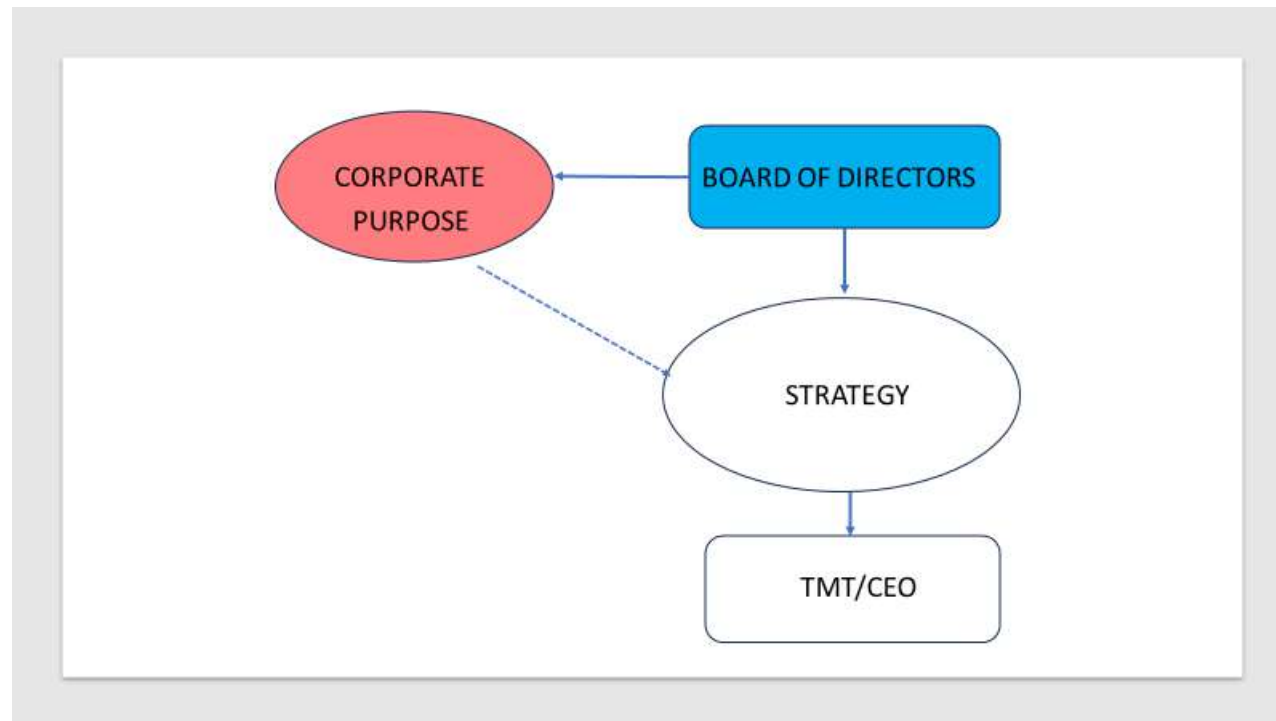 CORPORATE
PURPOSE
BOARD OF DIRECTORS
STRATEGY
TMT/CEO